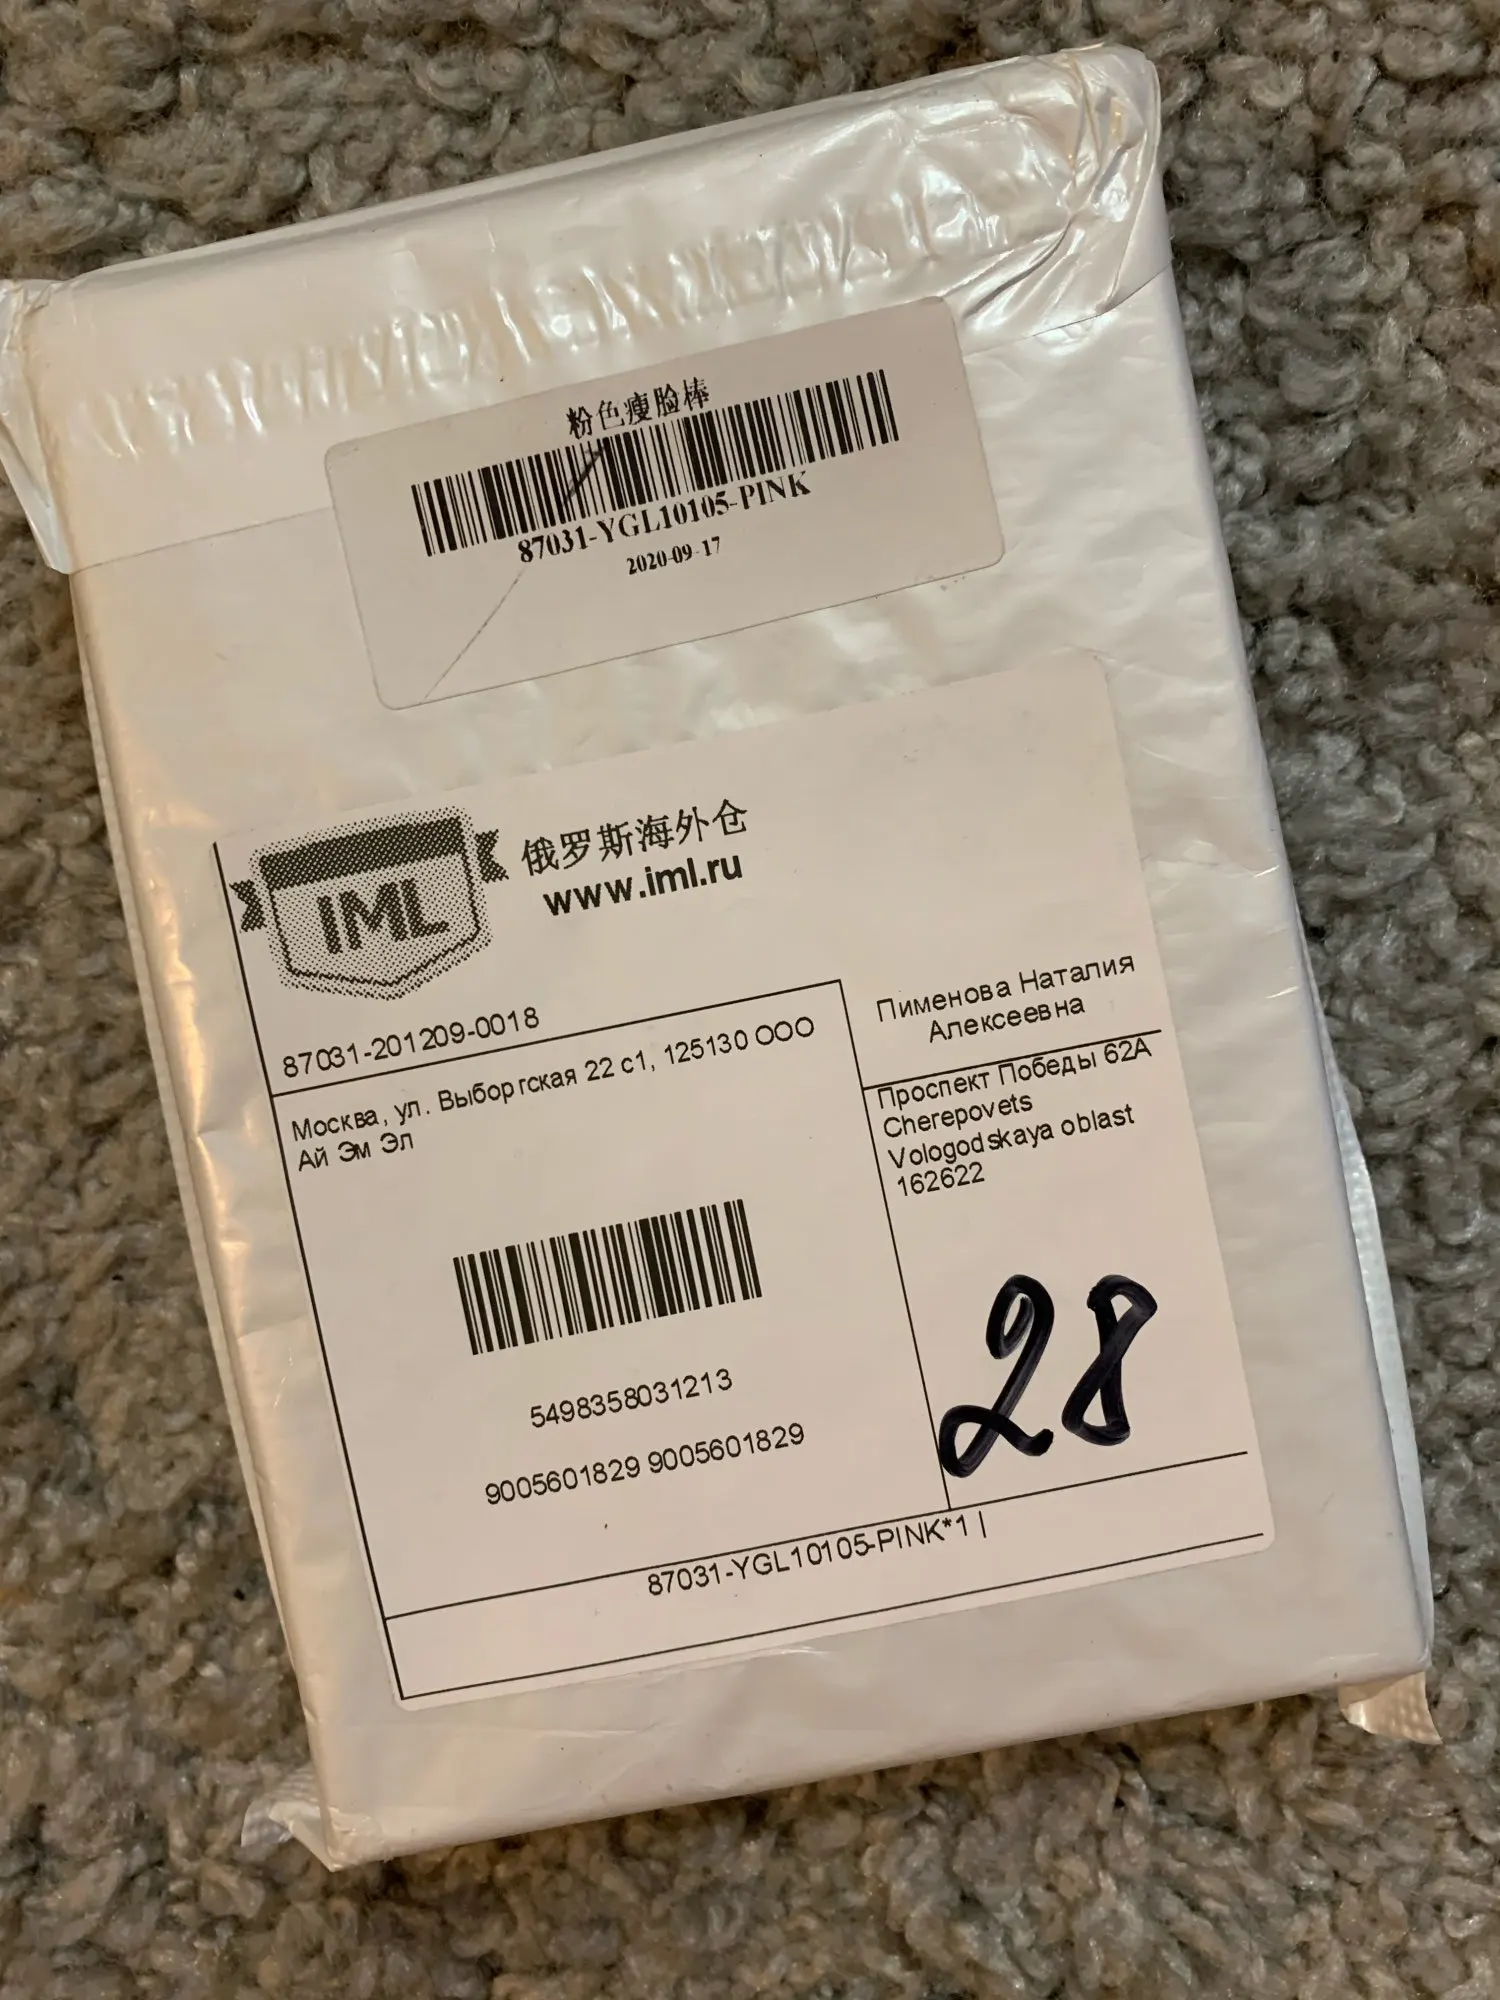 粉色瘦脸棒
87031-YGL10105-PINK
2020-09-17
IML
俄罗斯海外仓
www.iml.ru
87031-201209-0018
Москва, ул. Выборгская 22 с1, 125130 ООО
Ай Эм Эл
5498358031213
9005601829 9005601829
Пименова Наталия
Алексеевна
Проспект Победы 62А
Cherepovets
Vologodskaya oblast
162622
28
87031-YGL10105-PINK*1 |